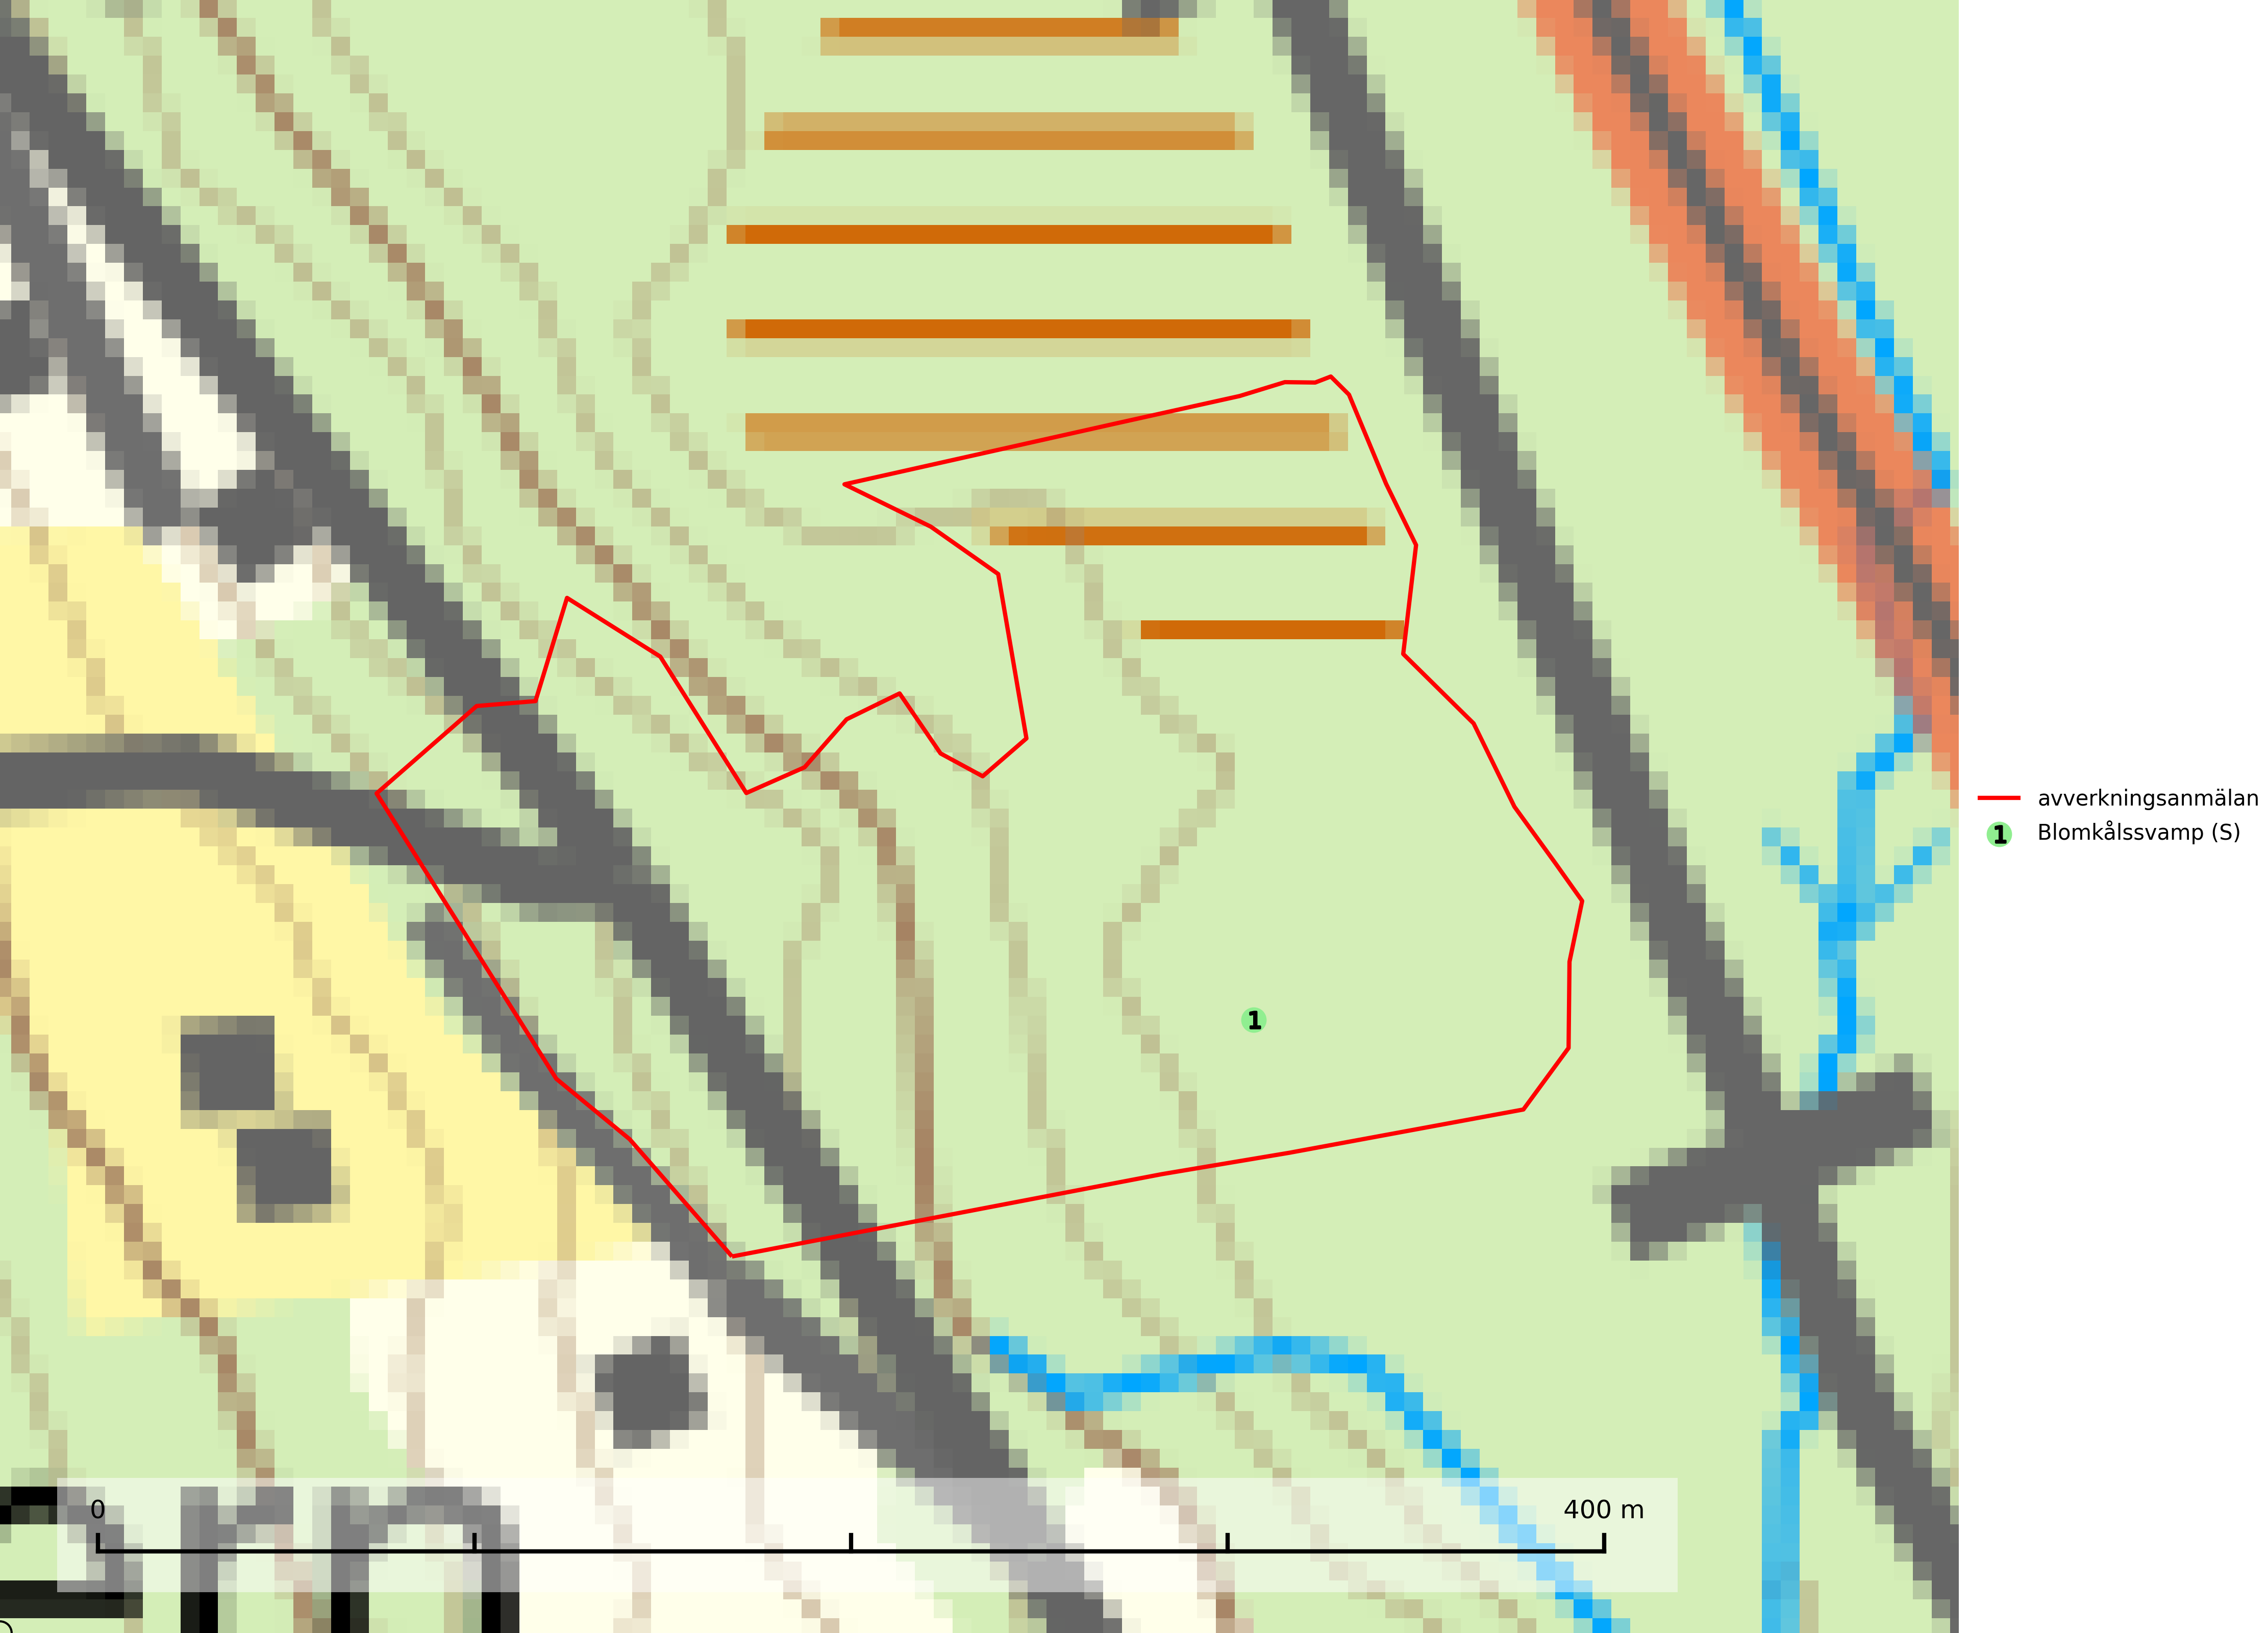 avverkningsanmälan
1 Blomkålssvamp (S)
1
0 400 m